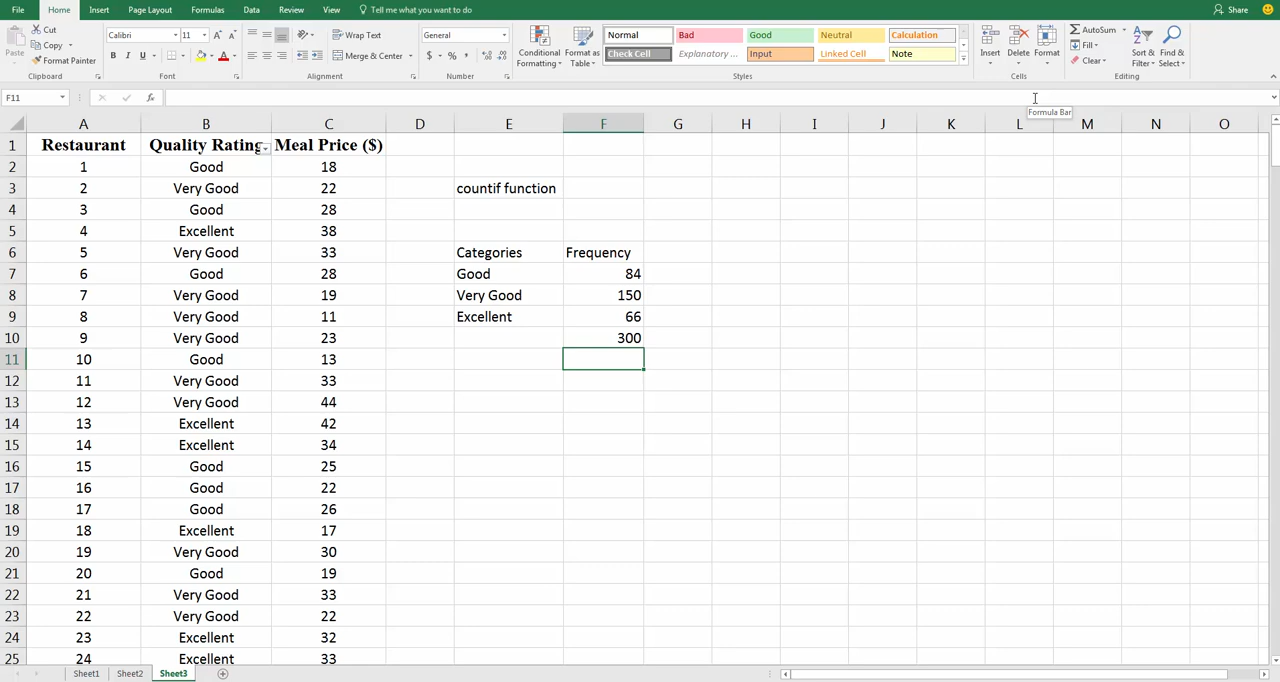 File Home Insert Page Layout Formulas Data Review View Tell me what you want to do Share
Paste
Cut
Copy
Format Painter
Clipboard
Calibri 11
B I U
Font
Wrap Text
Merge & Center
Alignment
General
$ % ,
Number
Conditional Formatting
Format as Table
Normal Bad Good Neutral Calculation
Check Cell Explanatory ... Input Linked Cell Note
Styles
Insert Delete Format
Cells
AutoSum
Fill
Clear
Sort & Filter
Find & Select
Editing
F11 fx
Formula Bar
A B C D E F G H I J K L M N O
1 Restaurant Quality Rating Meal Price ($)
2 1 Good 18
3 2 Very Good 22 countif function
4 3 Good 28
5 4 Excellent 38
6 5 Very Good 33 Categories Frequency
7 6 Good 28 Good 84
8 7 Very Good 19 Very Good 150
9 8 Very Good 11 Excellent 66
10 9 Very Good 23 300
11 10 Good 13
12 11 Very Good 33
13 12 Very Good 44
14 13 Excellent 42
15 14 Excellent 34
16 15 Good 25
17 16 Good 22
18 17 Good 26
19 18 Excellent 17
20 19 Very Good 30
21 20 Good 19
22 21 Very Good 33
23 22 Very Good 22
24 23 Excellent 32
25 24 Excellent 33
Sheet1 Sheet2 Sheet3